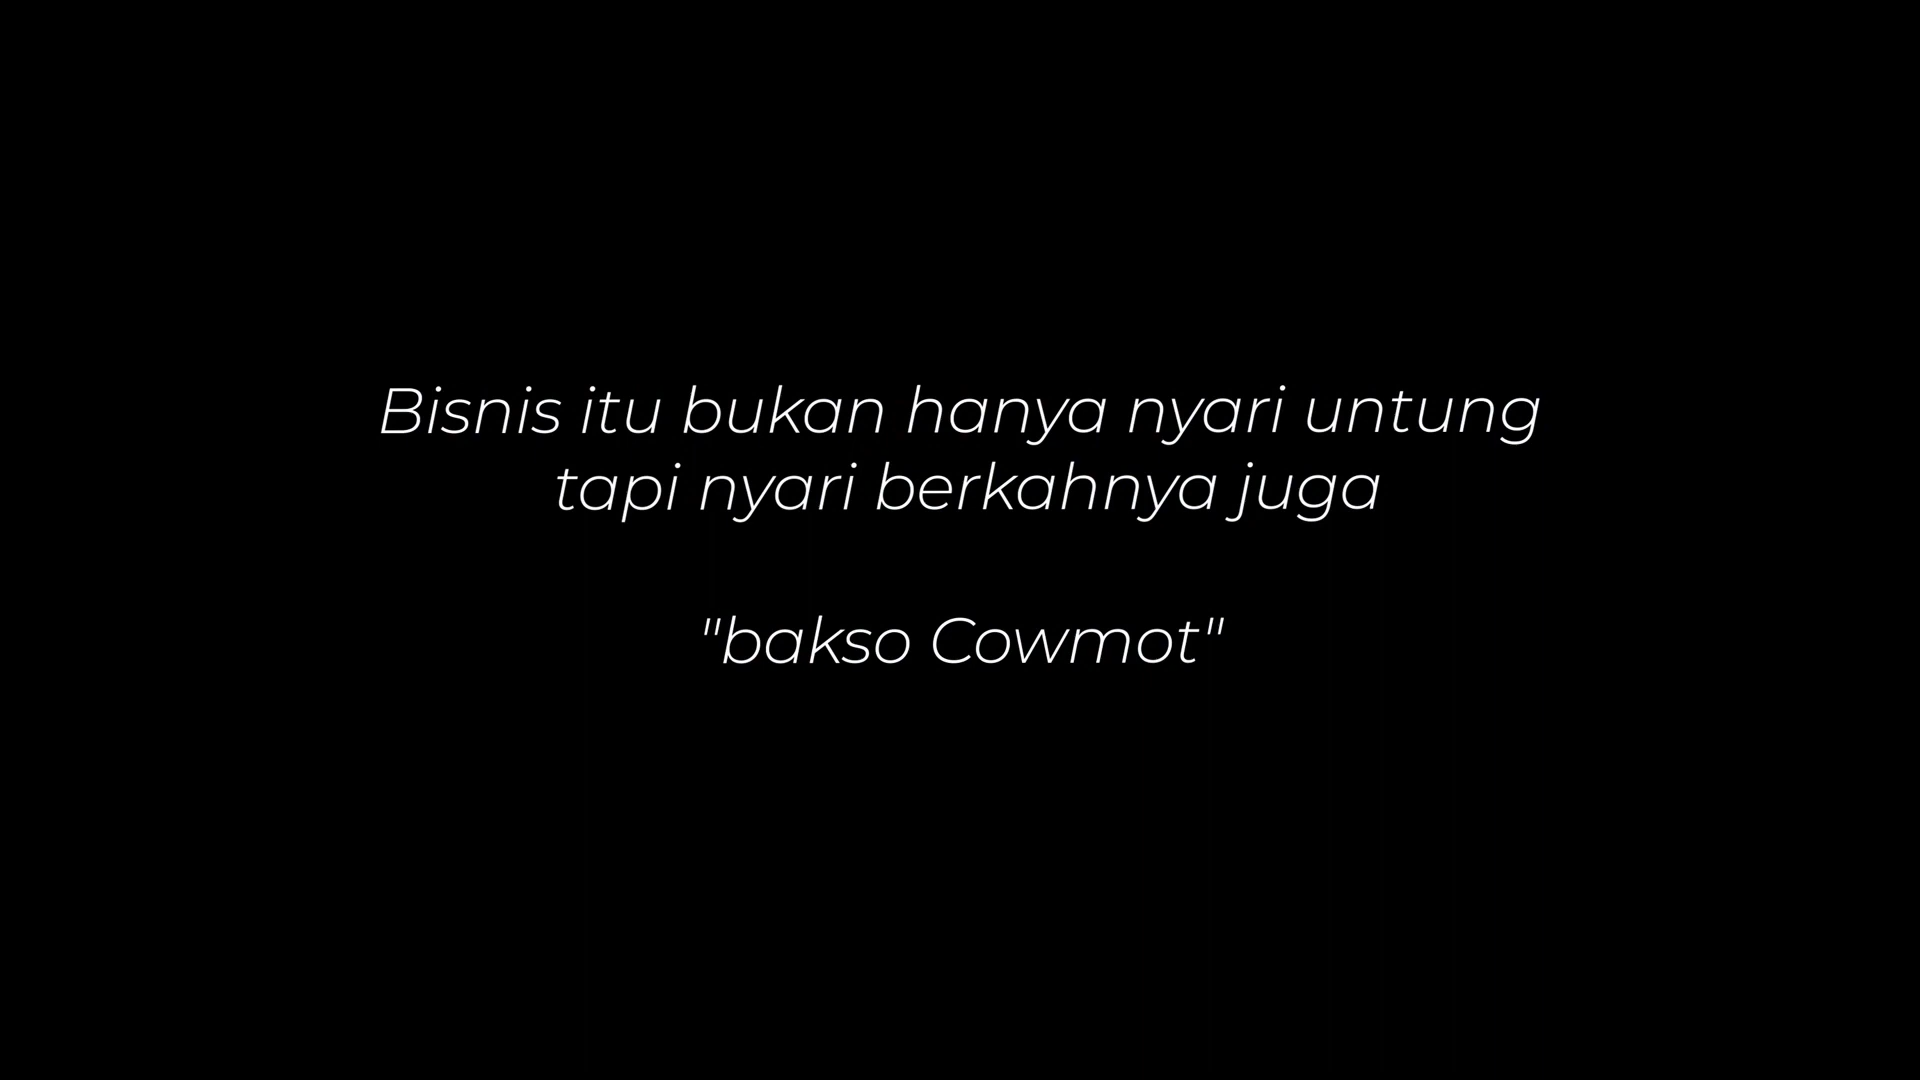 Bisnis itu bukan hanya nyari untung
tapi nyari berkahnya juga
"bakso Cowmot"